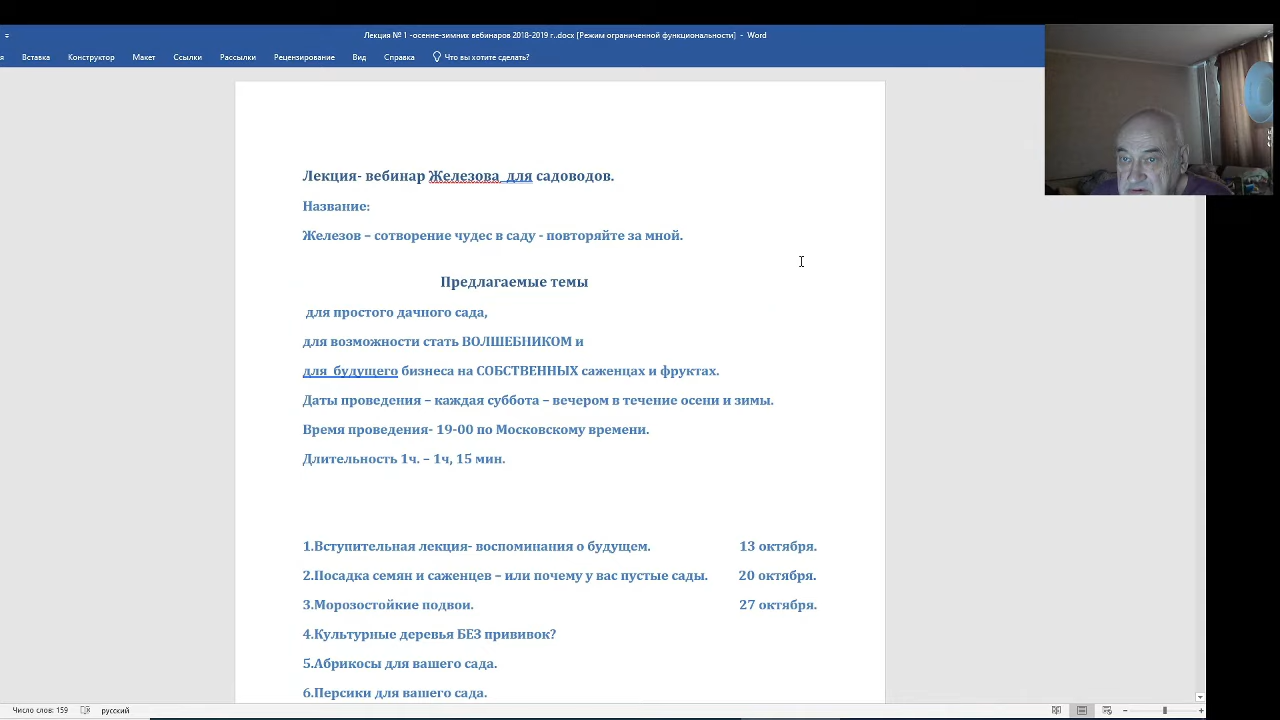 Лекция № 1 -осенне-зимних вебинаров 2018-2019 г..docx [Режим ограниченной функциональности] - Word
Вставка Конструктор Макет Ссылки Рассылки Рецензирование Вид Справка Что вы хотите сделать?
Лекция- вебинар Железова для садоводов.
Название:
Железов – сотворение чудес в саду - повторяйте за мной.
Предлагаемые темы
для простого дачного сада,
для возможности стать ВОЛШЕБНИКОМ и
для будущего бизнеса на СОБСТВЕННЫХ саженцах и фруктах.
Даты проведения – каждая суббота – вечером в течение осени и зимы.
Время проведения- 19-00 по Московскому времени.
Длительность 1ч. – 1ч, 15 мин.
1.Вступительная лекция- воспоминания о будущем. 13 октября.
2.Посадка семян и саженцев – или почему у вас пустые сады. 20 октября.
3.Морозостойкие подвои. 27 октября.
4.Культурные деревья БЕЗ прививок?
5.Абрикосы для вашего сада.
6.Персики для вашего сада.
Число слов: 159 русский